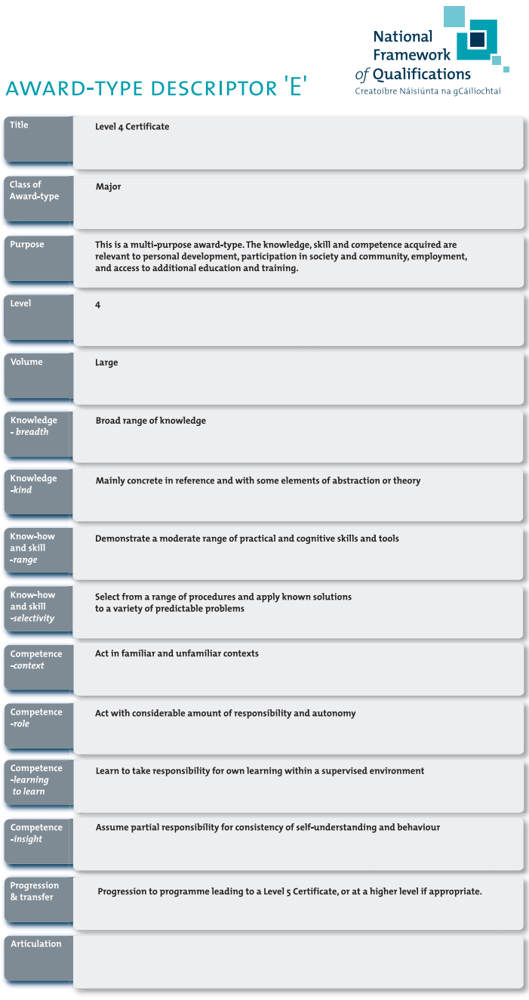 National
Framework
of Qualifications
Creatoibre Náisiúnta na gCáilíochtaí
AWARD-TYPE DESCRIPTOR 'E'
Title
Level 4 Certificate
Class of
Award-type
Major
Purpose
This is a multi-purpose award-type. The knowledge, skill and competence acquired are
relevant to personal development, participation in society and community, employment,
and access to additional education and training.
Level
4
Volume
Large
Knowledge
- breadth
Broad range of knowledge
Knowledge
-kind
Mainly concrete in reference and with some elements of abstraction or theory
Know-how
and skill
-range
Demonstrate a moderate range of practical and cognitive skills and tools
Know-how
and skill
-selectivity
Select from a range of procedures and apply known solutions
to a variety of predictable problems
Competence
-context
Act in familiar and unfamiliar contexts
Competence
-role
Act with considerable amount of responsibility and autonomy
Competence
-learning
to learn
Learn to take responsibility for own learning within a supervised environment
Competence
-insight
Assume partial responsibility for consistency of self-understanding and behaviour
Progression
& transfer
Progression to programme leading to a Level 5 Certificate, or at a higher level if appropriate.
Articulation